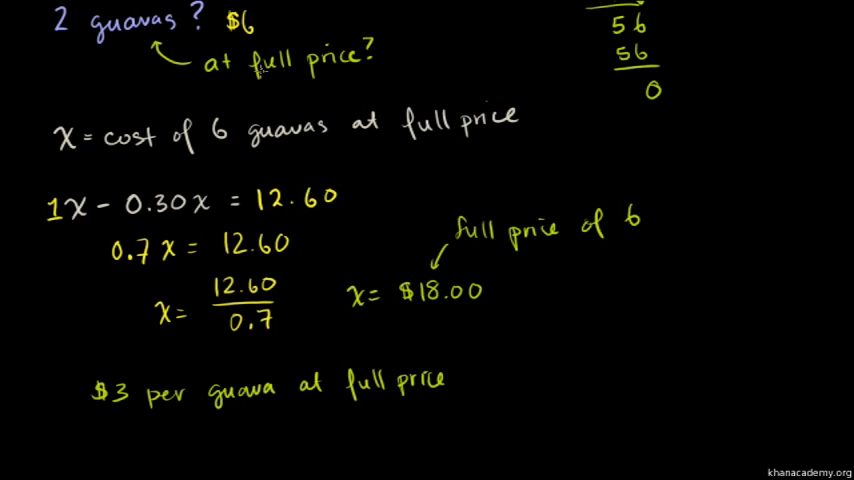 2 guavas? $6
at full price?
56
56
0
x = cost of 6 guavas at full price
1x - 0.30x = 12.60
full price of 6
0.7x = 12.60
x = 12.60 / 0.7
x = $18.00
$3 per guava at full price
khanacademy.org